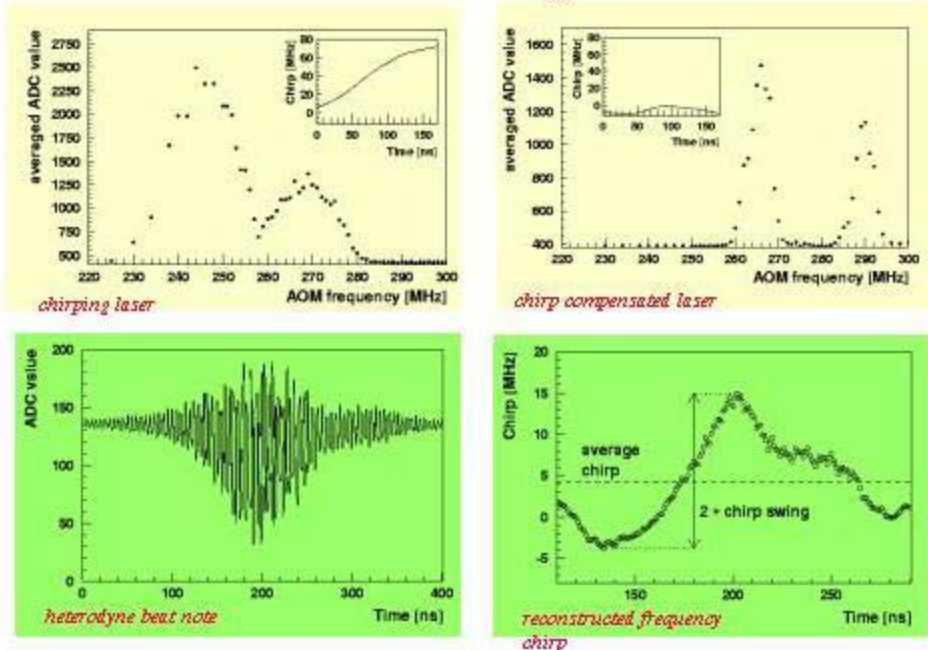 averaged ADC value
2750
2500
2250
2000
1750
1500
1250
1000
750
500
220 230 240 250 260 270 280 290 300
AOM frequency [MHz]
Chirp [MHz]
80
60
40
20
0
0 50 100 150
Time [ns]
chirping laser
averaged ADC value
1600
1400
1200
1000
800
600
400
220 230 240 250 260 270 280 290 300
AOM frequency [MHz]
Chirp [MHz]
80
60
40
20
0
0 50 100 150
Time [ns]
chirp compensated laser
ADC value
200
150
100
50
0
0 100 200 300 400
Time [ns]
heterodyne beat note
Chirp [MHz]
20
15
10
5
0
-5
average
chirp
2 * chirp swing
150 200 250
Time [ns]
reconstructed frequency
chirp